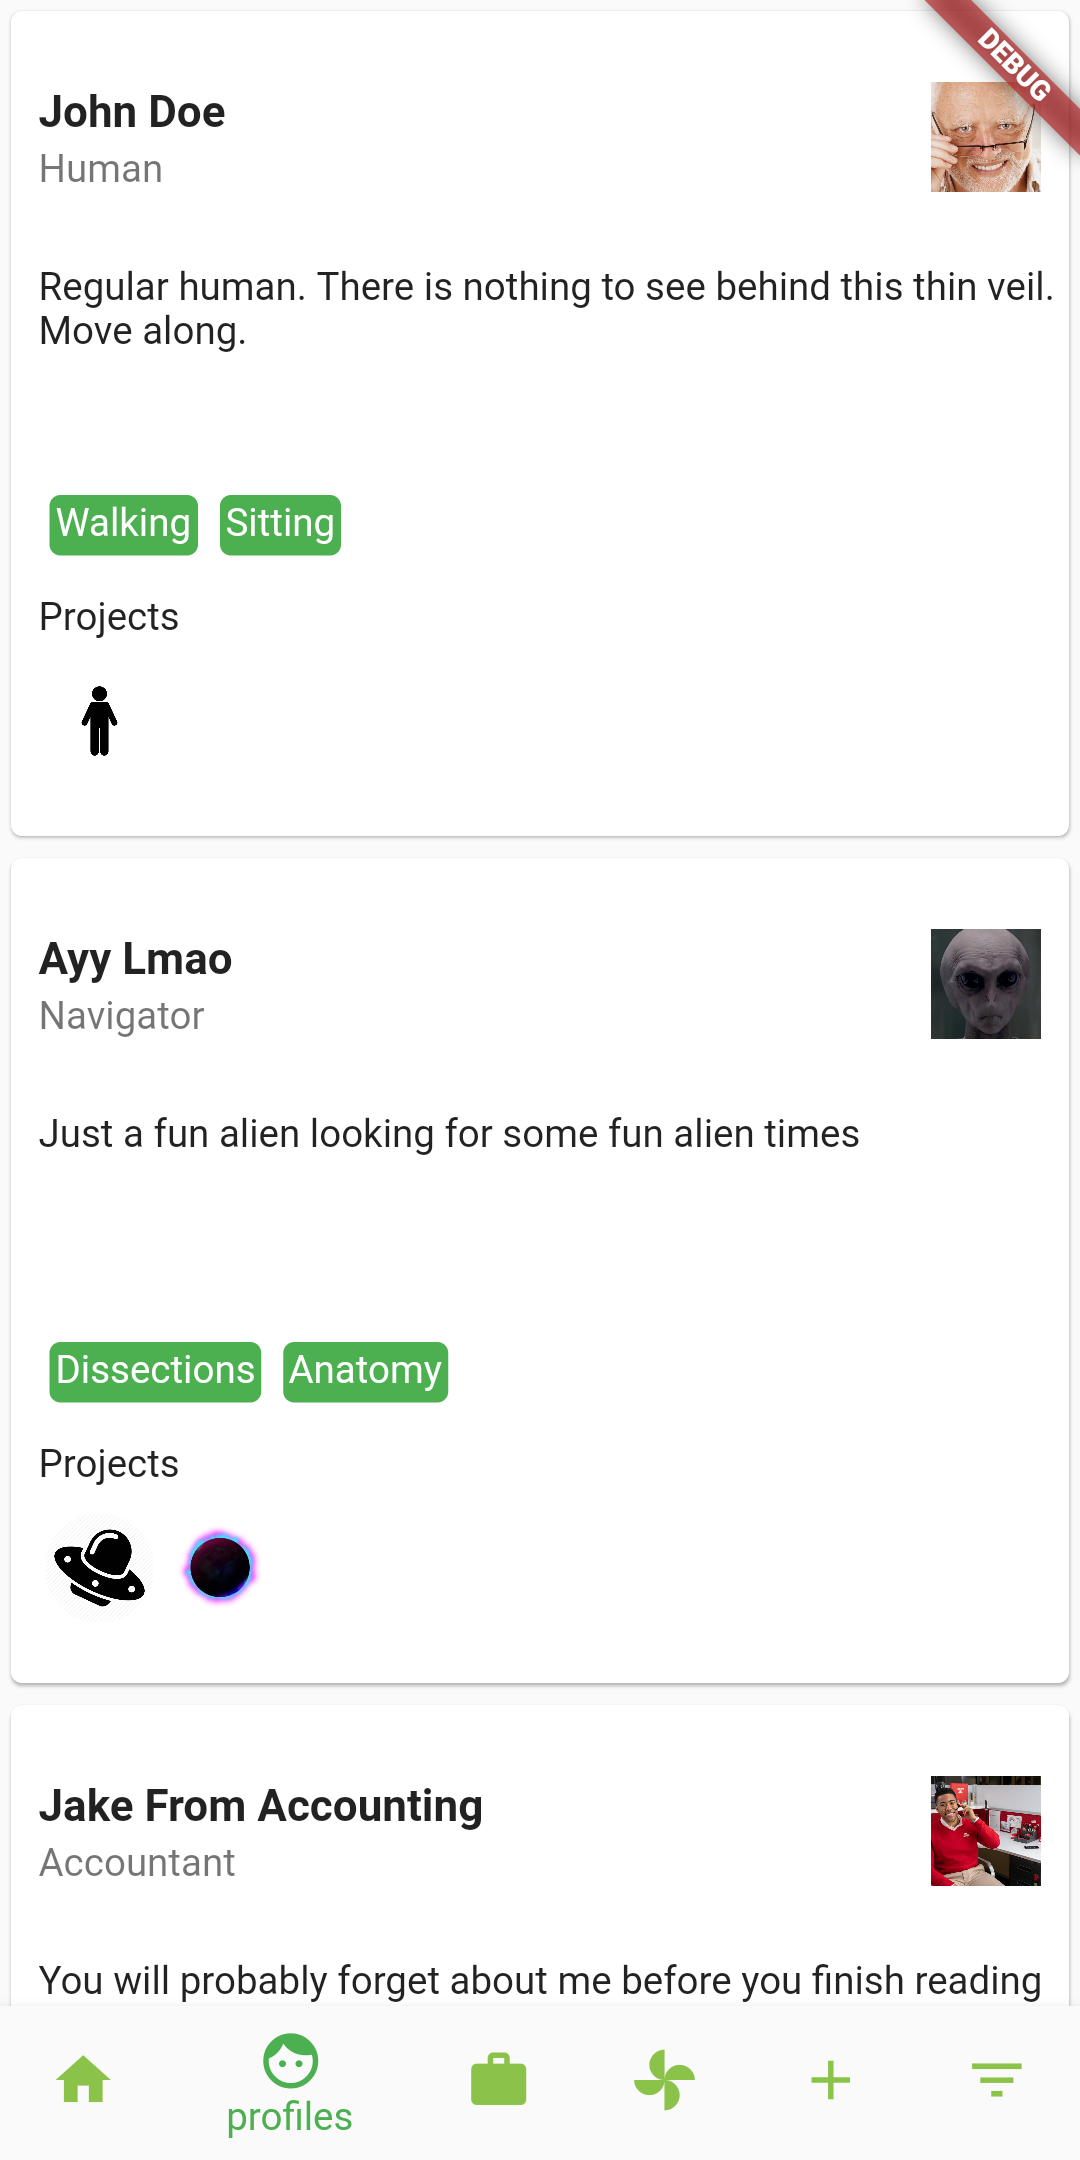 DEBUG
John Doe
Human
Regular human. There is nothing to see behind this thin veil.
Move along.
Walking Sitting
Projects
Ayy Lmao
Navigator
Just a fun alien looking for some fun alien times
Dissections Anatomy
Projects
Jake From Accounting
Accountant
You will probably forget about me before you finish reading
profiles